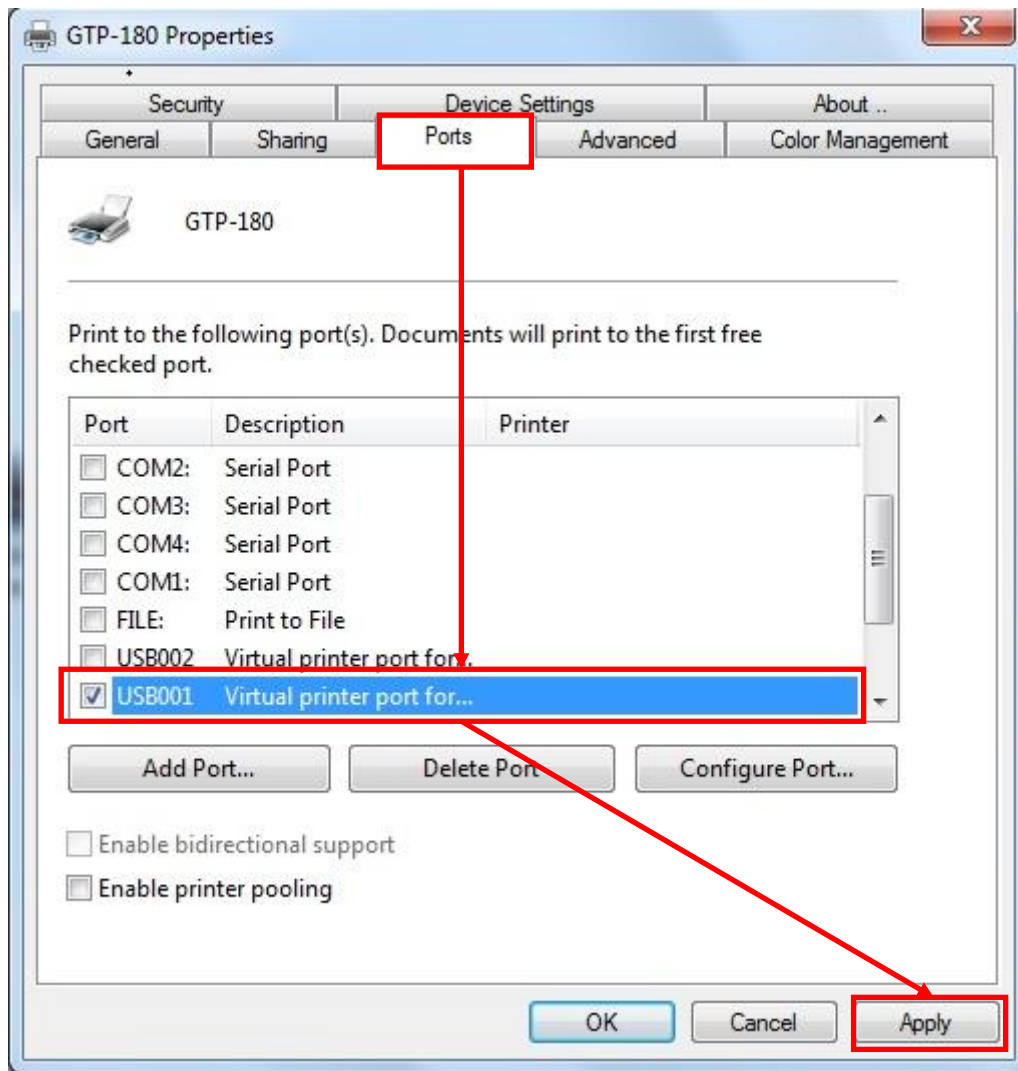 GTP-180 Properties
Security Device Settings About ..
General Sharing Ports Advanced Color Management
GTP-180
Print to the following port(s). Documents will print to the first free
checked port.
Port Description Printer
COM2: Serial Port
COM3: Serial Port
COM4: Serial Port
COM1: Serial Port
FILE: Print to File
USB002 Virtual printer port for...
USB001 Virtual printer port for...
Add Port... Delete Port Configure Port...
Enable bidirectional support
Enable printer pooling
OK Cancel Apply